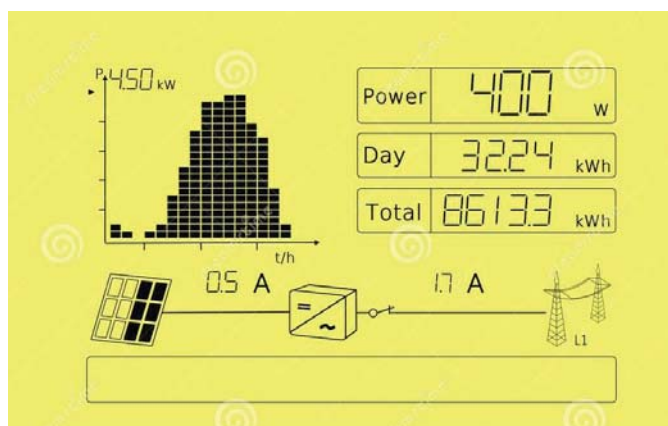 P 4.50 kW
Power 400 W
Day 32.24 kWh
Total 8613.3 kWh
t/h
0.5 A
1.7 A
= ~
L1